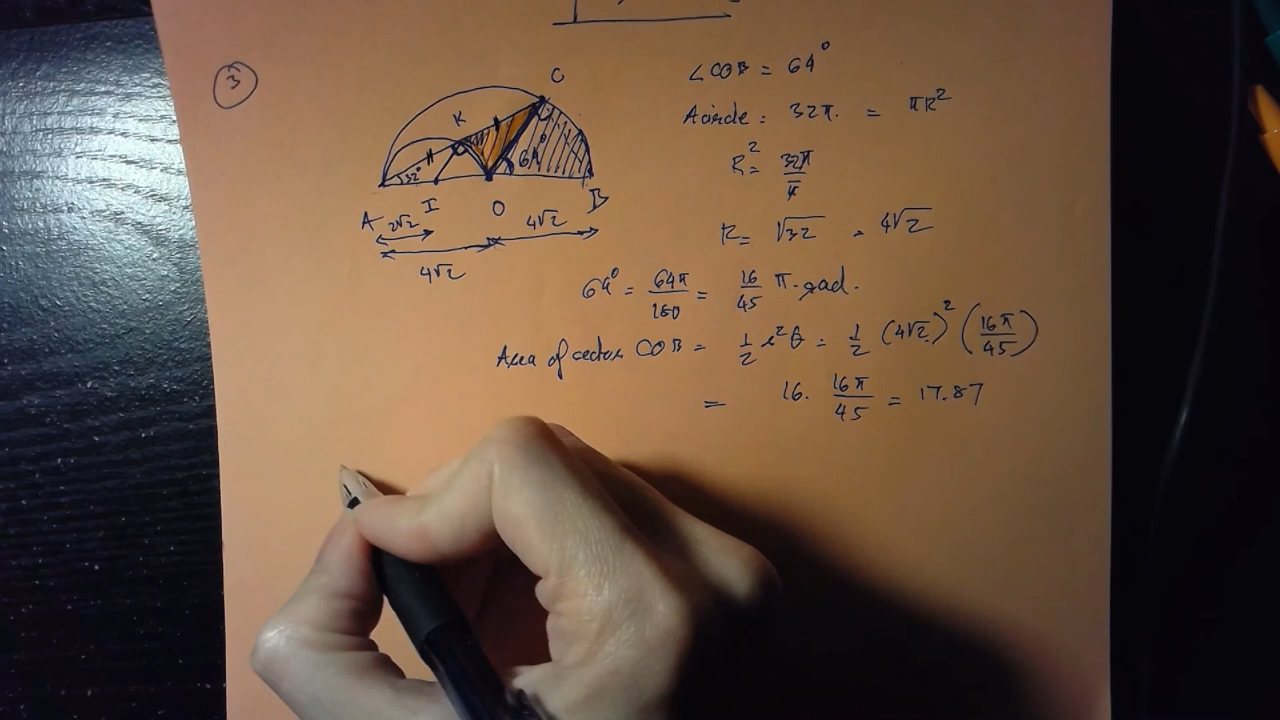 3
C
K
H
32°
64°
A
I
O
B
2√2
4√2
4√2
∠COB = 64°
Acircle : 32π. = πR²
R² = 32π/π
R = √32 = 4√2
64° = 64π/180 = 16/45 π rad.
Area of sector COB = 1/2 r²θ = 1/2 (4√2)² (16π/45)
= 16. 16π/45 = 17.87